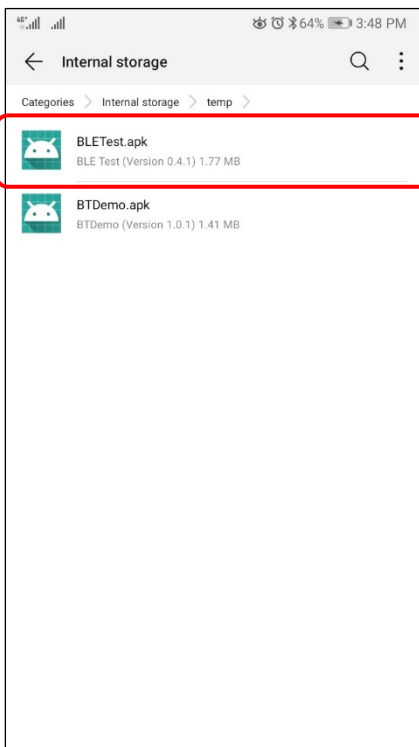 46+ 64% 3:48 PM
Internal storage
Categories > Internal storage > temp >
BLETest.apk
BLE Test (Version 0.4.1) 1.77 MB
BTDemo.apk
BTDemo (Version 1.0.1) 1.41 MB